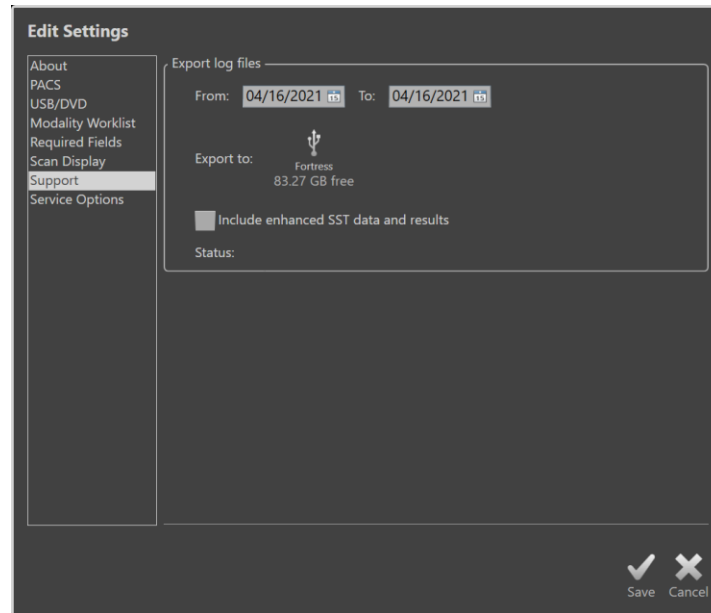 Edit Settings
About
PACS
USB/DVD
Modality Worklist
Required Fields
Scan Display
Support
Service Options
Export log files
From: 04/16/2021 15 To: 04/16/2021 15
Export to:
Fortress
83.27 GB free
Include enhanced SST data and results
Status:
Save Cancel